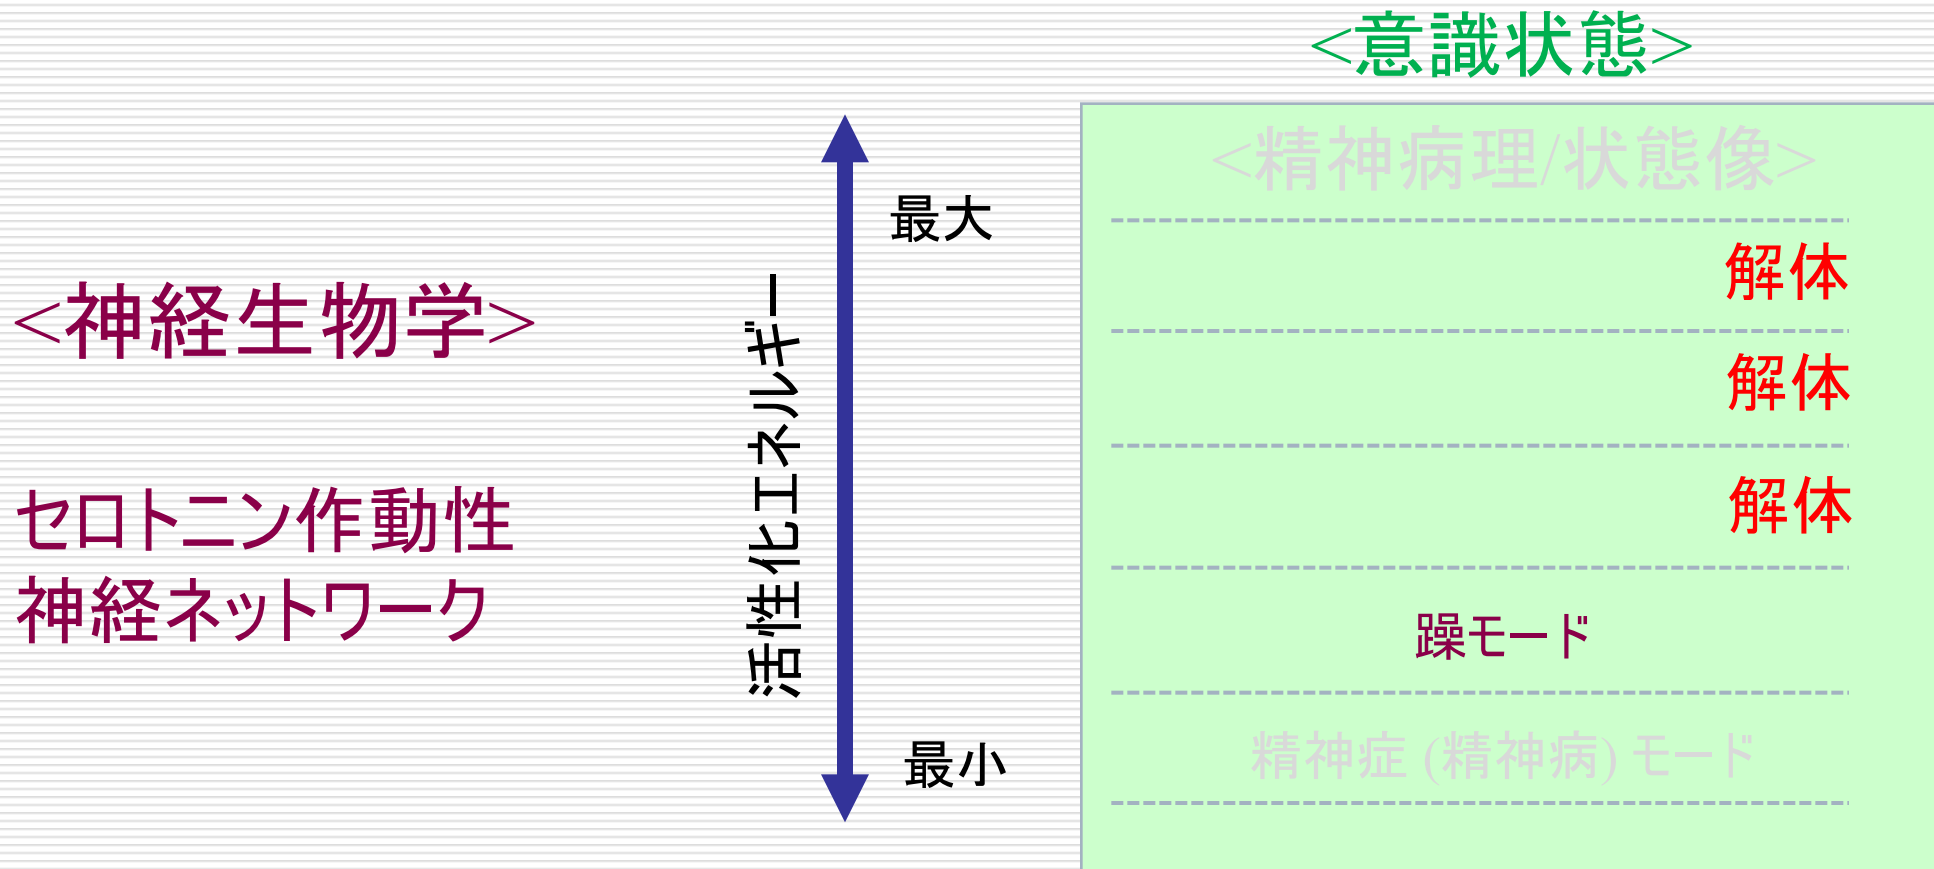 <意識状態>
<精神病理/状態像>
最大
解体
<神経生物学>
解体
活性化エネルギー
セロトニン作動性
神経ネットワーク
解体
躁モード
最小
精神症 (精神病) モード